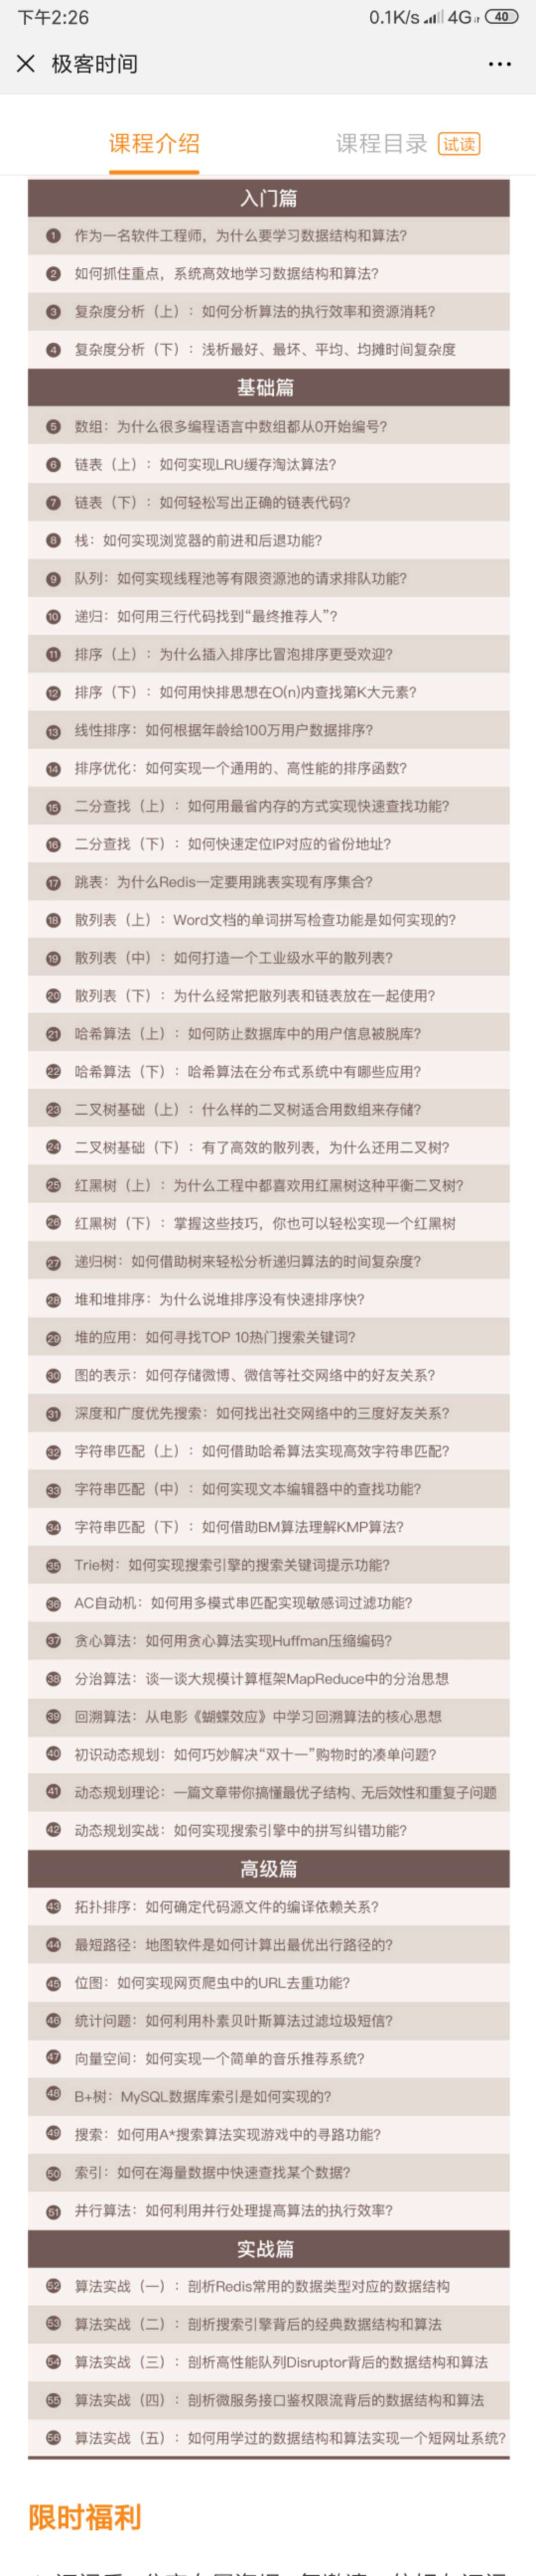 下午2:26
0.1K/s 4G 40
极客时间
课程介绍
课程目录 试读
入门篇
1 作为一名软件工程师，为什么要学习数据结构和算法?
2 如何抓住重点，系统高效地学习数据结构和算法?
3 复杂度分析（上）：如何分析算法的执行效率和资源消耗?
4 复杂度分析（下）：浅析最好、最坏、平均、均摊时间复杂度
基础篇
5 数组：为什么很多编程语言中数组都从0开始编号?
6 链表（上）：如何实现LRU缓存淘汰算法?
7 链表（下）：如何轻松写出正确的链表代码?
8 栈：如何实现浏览器的前进和后退功能?
9 队列：如何实现线程池等有限资源池的请求排队功能?
10 递归：如何用三行代码找到“最终推荐人”?
11 排序（上）：为什么插入排序比冒泡排序更受欢迎?
12 排序（下）：如何用快排思想在O(n)内查找第K大元素?
13 线性排序：如何根据年龄给100万用户数据排序?
14 排序优化：如何实现一个通用的、高性能的排序函数?
15 二分查找（上）：如何用最省内存的方式实现快速查找功能?
16 二分查找（下）：如何快速定位IP对应的省份地址?
17 跳表：为什么Redis一定要用跳表实现有序集合?
18 散列表（上）：Word文档的单词拼写检查功能是如何实现的?
19 散列表（中）：如何打造一个工业级水平的散列表?
20 散列表（下）：为什么经常把散列表和链表放在一起使用?
21 哈希算法（上）：如何防止数据库中的用户信息被脱库?
22 哈希算法（下）：哈希算法在分布式系统中有哪些应用?
23 二叉树基础（上）：什么样的二叉树适合用数组来存储?
24 二叉树基础（下）：有了高效的散列表，为什么还用二叉树?
25 红黑树（上）：为什么工程中都喜欢用红黑树这种平衡二叉树?
26 红黑树（下）：掌握这些技巧，你也可以轻松实现一个红黑树
27 递归树：如何借助树来轻松分析递归算法的时间复杂度?
28 堆和堆排序：为什么说堆排序没有快速排序快?
29 堆的应用：如何寻找TOP 10热门搜索关键词?
30 图的表示：如何存储微博、微信等社交网络中的好友关系?
31 深度和广度优先搜索：如何找出社交网络中的三度好友关系?
32 字符串匹配（上）：如何借助哈希算法实现高效字符串匹配?
33 字符串匹配（中）：如何实现文本编辑器中的查找功能?
34 字符串匹配（下）：如何借助BM算法理解KMP算法?
35 Trie树：如何实现搜索引擎的搜索关键词提示功能?
36 AC自动机：如何用多模式串匹配实现敏感词过滤功能?
37 贪心算法：如何用贪心算法实现Huffman压缩编码?
38 分治算法：谈一谈大规模计算框架MapReduce中的分治思想
39 回溯算法：从电影《蝴蝶效应》中学习回溯算法的核心思想
40 初识动态规划：如何巧妙解决“双十一”购物时的凑单问题?
41 动态规划理论：一篇文章带你搞懂最优子结构、无后效性和重复子问题
42 动态规划实战：如何实现搜索引擎中的拼写纠错功能?
高级篇
43 拓扑排序：如何确定代码源文件的编译依赖关系?
44 最短路径：地图软件是如何计算出最优出行路径的?
45 位图：如何实现网页爬虫中的URL去重功能?
46 统计问题：如何利用朴素贝叶斯算法过滤垃圾短信?
47 向量空间：如何实现一个简单的音乐推荐系统?
48 B+树：MySQL数据库索引是如何实现的?
49 搜索：如何用A*搜索算法实现游戏中的寻路功能?
50 索引：如何在海量数据中快速查找某个数据?
51 并行算法：如何利用并行处理提高算法的执行效率?
实战篇
52 算法实战（一）：剖析Redis常用的数据类型对应的数据结构
53 算法实战（二）：剖析搜索引擎背后的经典数据结构和算法
54 算法实战（三）：剖析高性能队列Disruptor背后的数据结构和算法
55 算法实战（四）：剖析微服务接口鉴权限流背后的数据结构和算法
56 算法实战（五）：如何用学过的数据结构和算法实现一个短网址系统?
限时福利